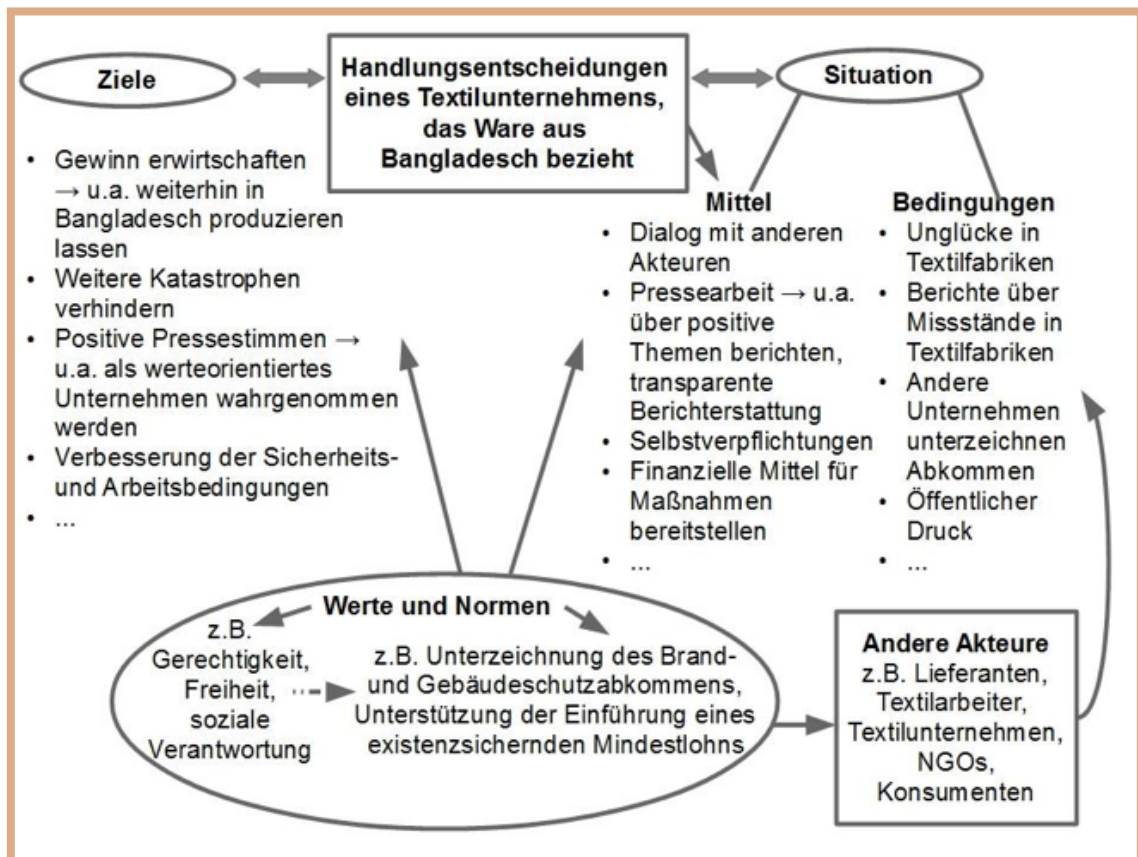 Ziele
Handlungsentscheidungen
eines Textilunternehmens,
das Ware aus
Bangladesch bezieht
Situation
• Gewinn erwirtschaften
→ u.a. weiterhin in
Bangladesch produzieren
lassen
• Weitere Katastrophen
verhindern
• Positive Pressestimmen →
u.a. als werteorientiertes
Unternehmen wahrgenommen
werden
• Verbesserung der Sicherheits-
und Arbeitsbedingungen
• ...
Mittel
• Dialog mit anderen
Akteuren
• Pressearbeit → u.a.
über positive
Themen berichten,
transparente
Berichterstattung
• Selbstverpflichtungen
• Finanzielle Mittel für
Maßnahmen
bereitstellen
• ...
Bedingungen
• Unglücke in
Textilfabriken
• Berichte über
Missstände in
Textilfabriken
• Andere
Unternehmen
unterzeichnen
Abkommen
• Öffentlicher
Druck
• ...
Werte und Normen
z.B.
Gerechtigkeit,
Freiheit,
soziale
Verantwortung
z.B. Unterzeichnung des Brand-
und Gebäudeschutzabkommens,
Unterstützung der Einführung eines
existenzsichernden Mindestlohns
Andere Akteure
z.B. Lieferanten,
Textilarbeiter,
Textilunternehmen,
NGOs,
Konsumenten